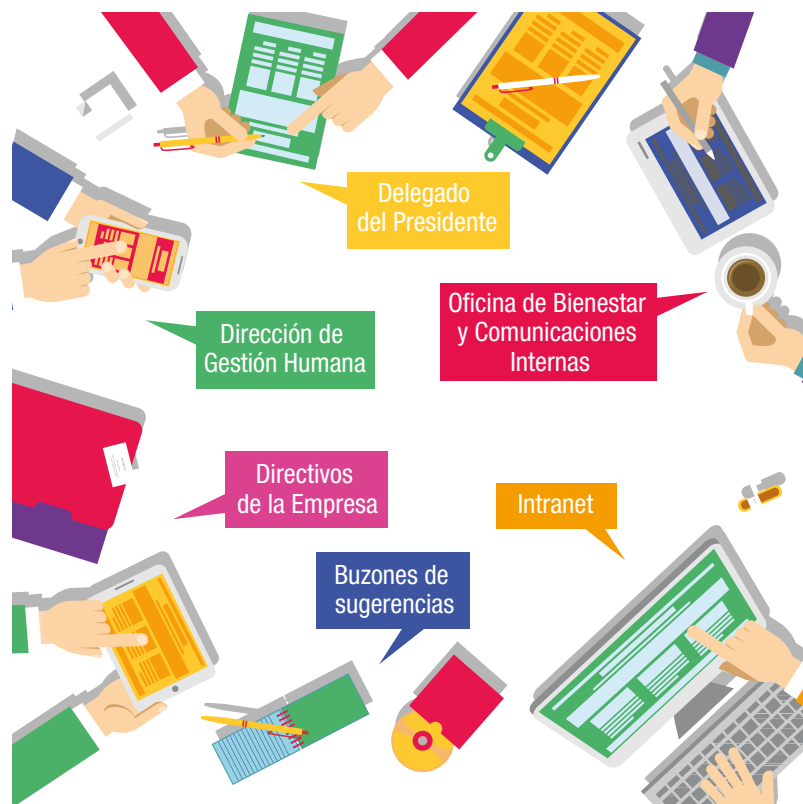 Delegado
del Presidente
Oficina de Bienestar
y Comunicaciones
Internas
Dirección de
Gestión Humana
Directivos
de la Empresa
Intranet
Buzones de
sugerencias